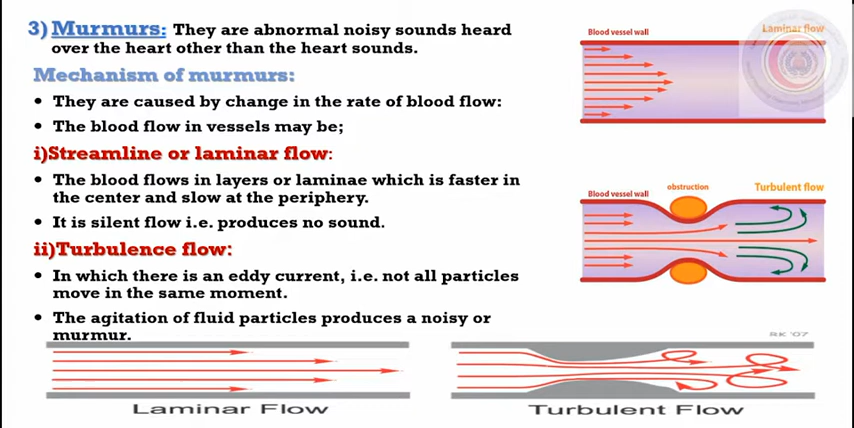 3) Murmurs: They are abnormal noisy sounds heard
over the heart other than the heart sounds.
Mechanism of murmurs:
• They are caused by change in the rate of blood flow:
• The blood flow in vessels may be;
i)Streamline or laminar flow:
• The blood flows in layers or laminae which is faster in
the center and slow at the periphery.
• It is silent flow i.e. produces no sound.
ii)Turbulence flow:
• In which there is an eddy current, i.e. not all particles
move in the same moment.
• The agitation of fluid particles produces a noisy or
murmur.
Blood vessel wall
Laminar flow
Blood vessel wall
obstruction
Turbulent flow
RK '07
Laminar Flow
Turbulent Flow